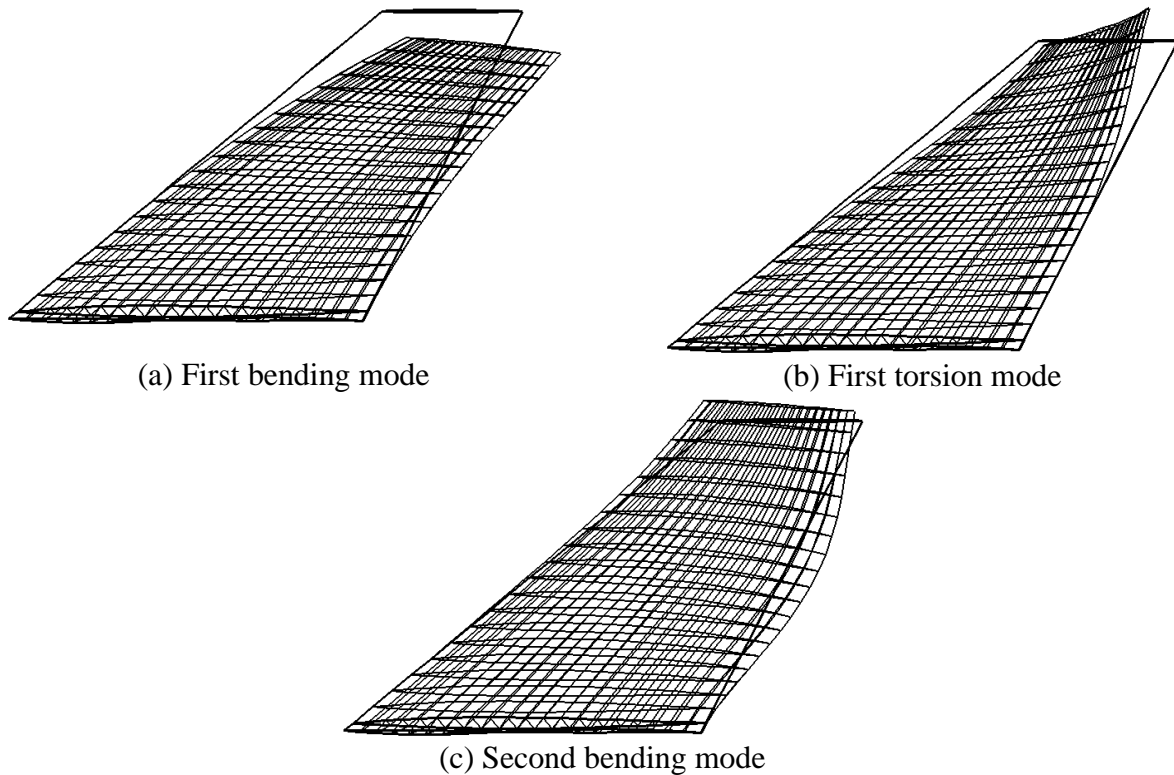 (a) First bending mode
(b) First torsion mode
(c) Second bending mode